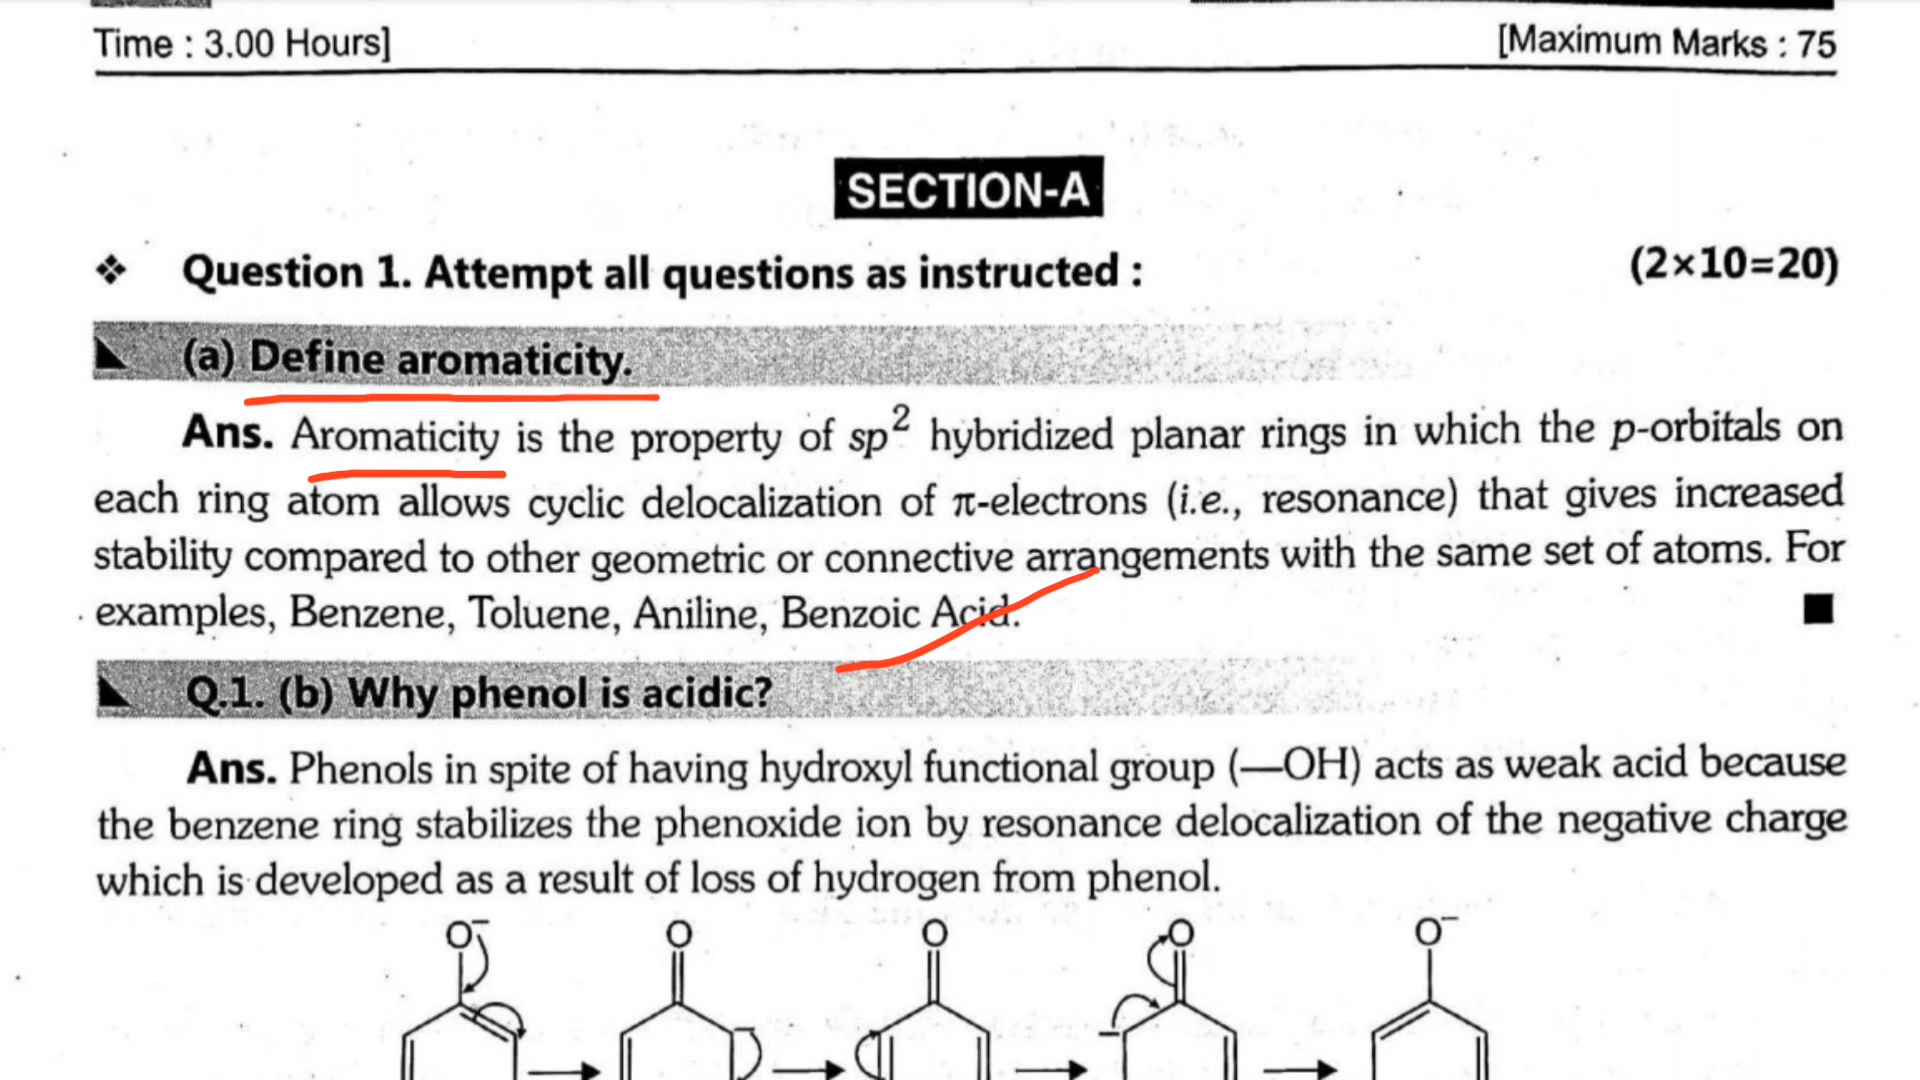 Time : 3.00 Hours]
[Maximum Marks : 75
SECTION-A
❖ Question 1. Attempt all questions as instructed : (2×10=20)
(a) Define aromaticity.
Ans. Aromaticity is the property of sp² hybridized planar rings in which the p-orbitals on
each ring atom allows cyclic delocalization of π-electrons (i.e., resonance) that gives increased
stability compared to other geometric or connective arrangements with the same set of atoms. For
examples, Benzene, Toluene, Aniline, Benzoic Acid. ■
Q.1. (b) Why phenol is acidic?
Ans. Phenols in spite of having hydroxyl functional group (—OH) acts as weak acid because
the benzene ring stabilizes the phenoxide ion by resonance delocalization of the negative charge
which is developed as a result of loss of hydrogen from phenol.
O⁻ O O O O⁻